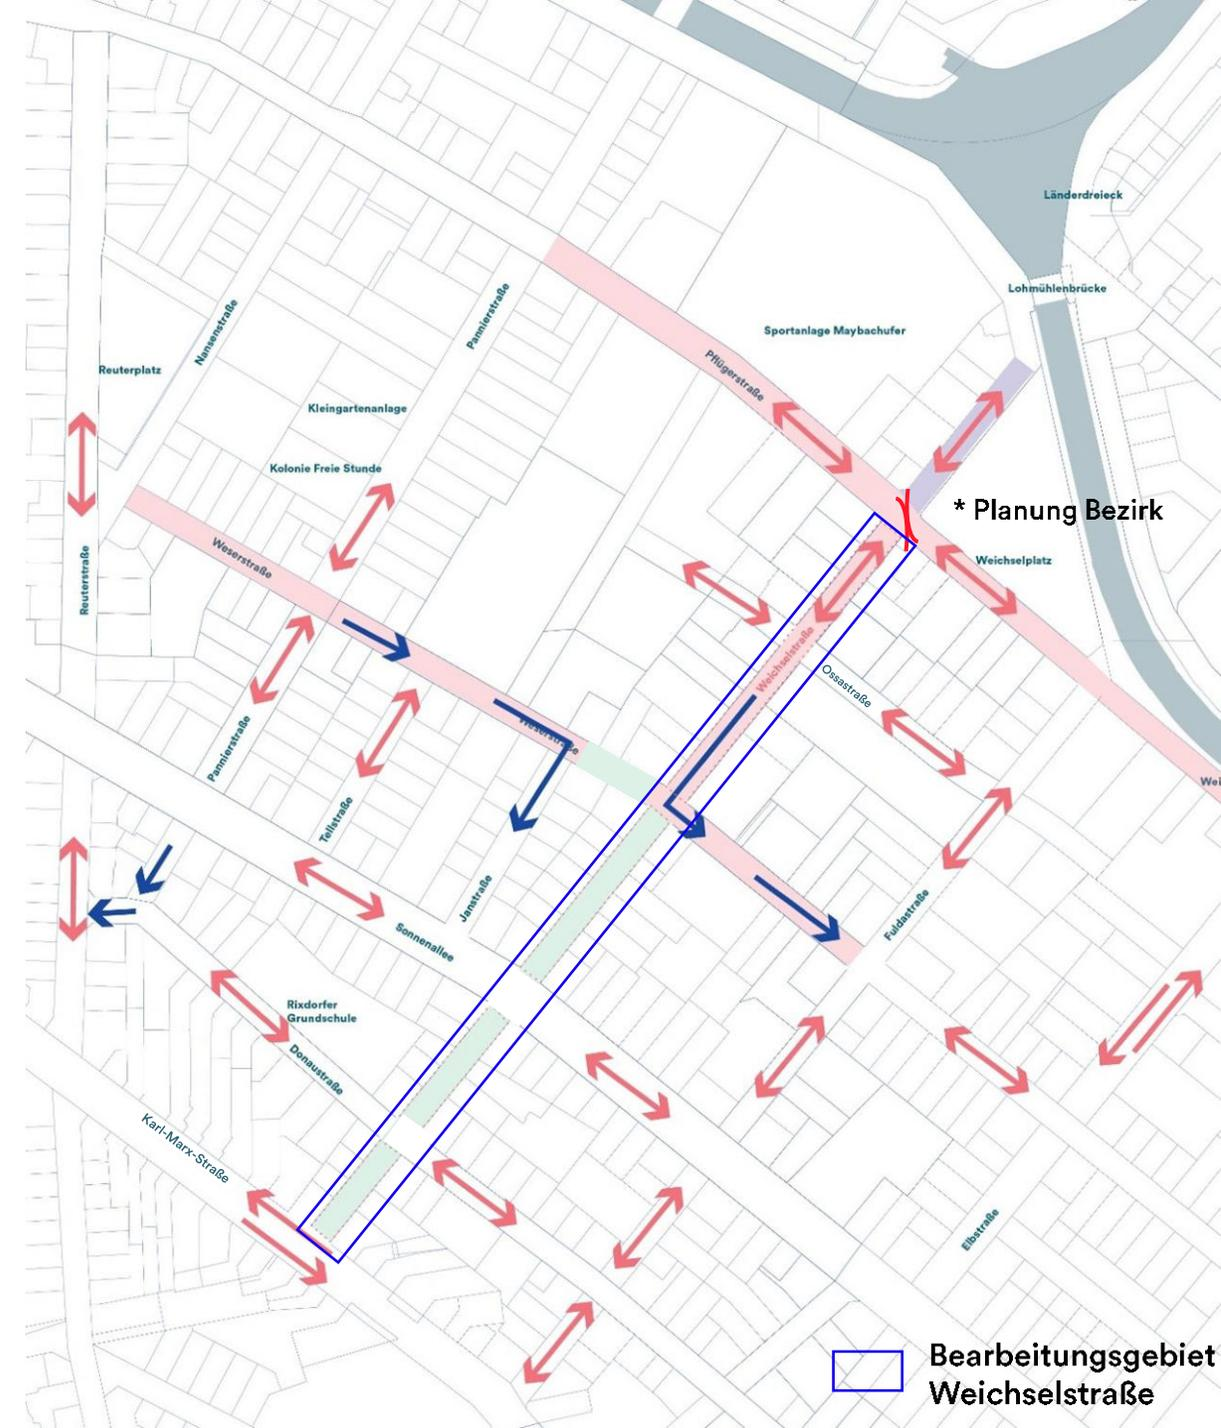 Länderdreieck
Lohmühlenbrücke
Sportanlage Maybachufer
Nansenstraße
Pannierstraße
Pflügerstraße
Reuterplatz
Kleingartenanlage
Kolonie Freie Stunde
* Planung Bezirk
Weserstraße
Weichselplatz
Reuterstraße
Weichselstraße
Ossastraße
Weserstraße
Pannierstraße
Wei
Tellstraße
Janstraße
Fuldastraße
Sonnenallee
Rixdorfer
Grundschule
Donaustraße
Karl-Marx-Straße
Elbstraße
Bearbeitungsgebiet
Weichselstraße